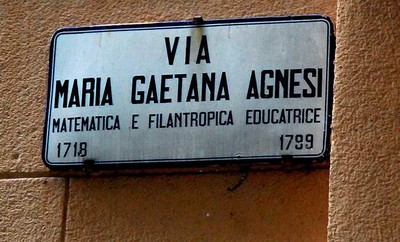 VIA
MARIA GAETANA AGNESI
MATEMATICA E FILANTROPICA EDUCATRICE
1718 1799